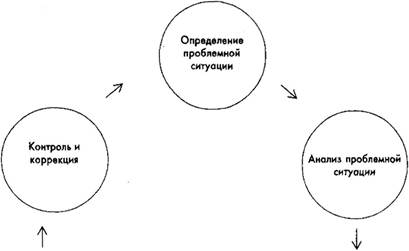 Определение
проблемной
ситуации
Контроль и
коррекция
Анализ проблемной
ситуации